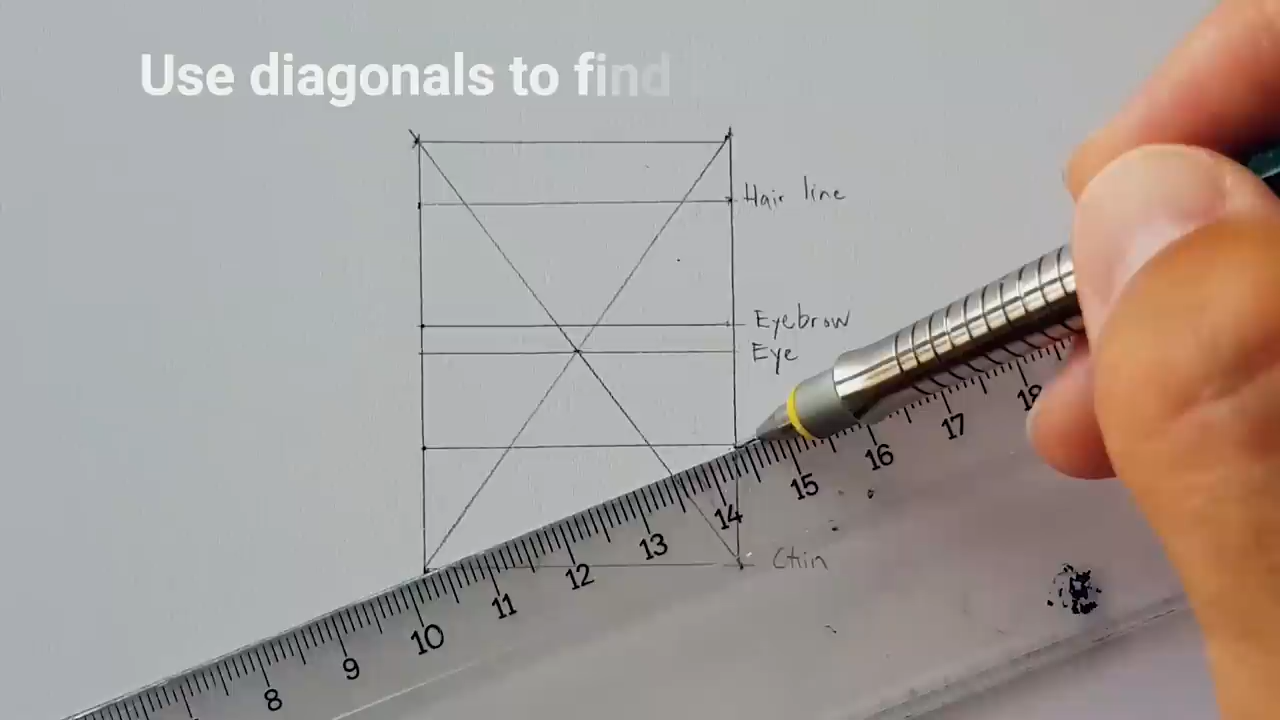 Use diagonals to find
Hair line
Eyebrow
Eye
Chin
8 9 10 11 12 13 14 15 16 17 18